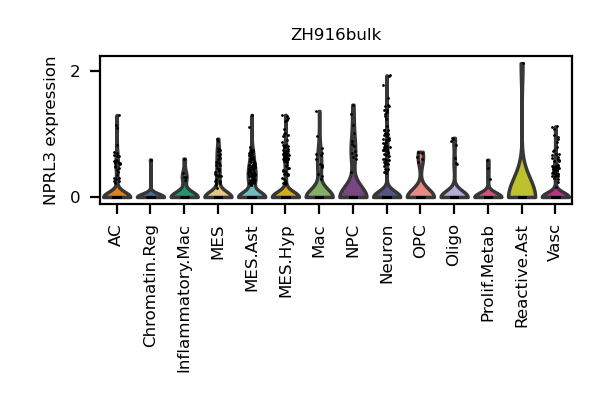 ZH916bulk
NPRL3 expression
2
0
AC
Chromatin.Reg
Inflammatory.Mac
MES
MES.Ast
MES.Hyp
Mac
NPC
Neuron
OPC
Oligo
Prolif.Metab
Reactive.Ast
Vasc